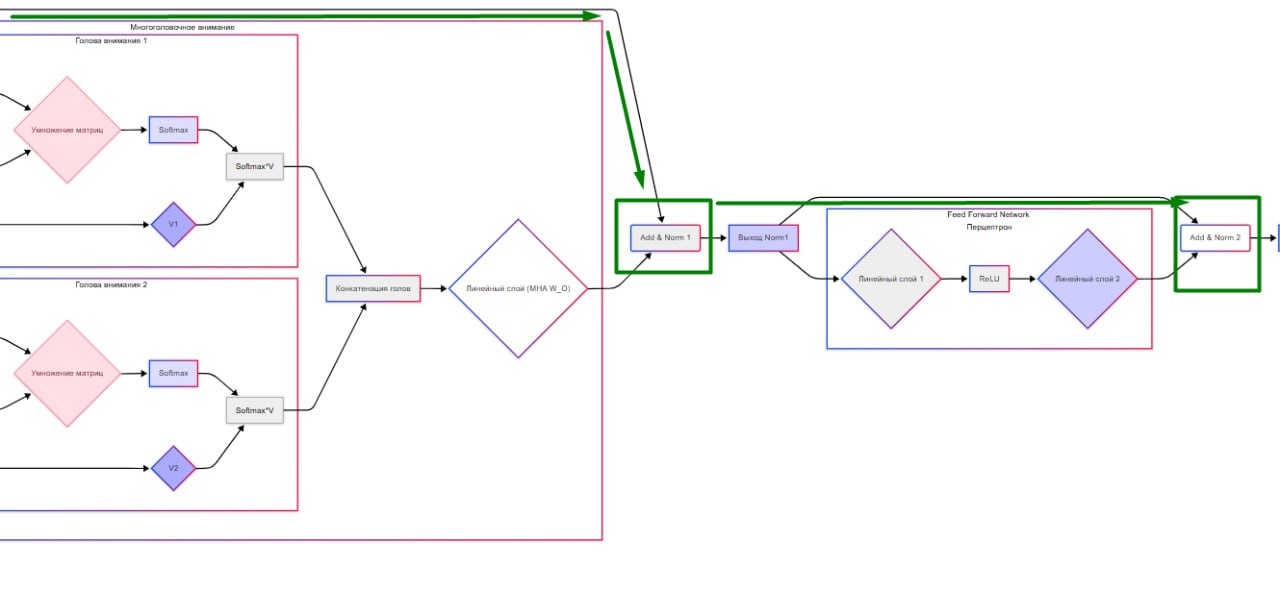 Многоголовочное внимание
Голова внимания 1
Умножение матриц
Softmax
Softmax*V
V1
Голова внимания 2
Умножение матриц
Softmax
Softmax*V
V2
Конкатенация голов
Линейный слой (MHA W_O)
Add & Norm 1
Выход Norm1
Feed Forward Network
Перцептрон
Линейный слой 1
ReLU
Линейный слой 2
Add & Norm 2